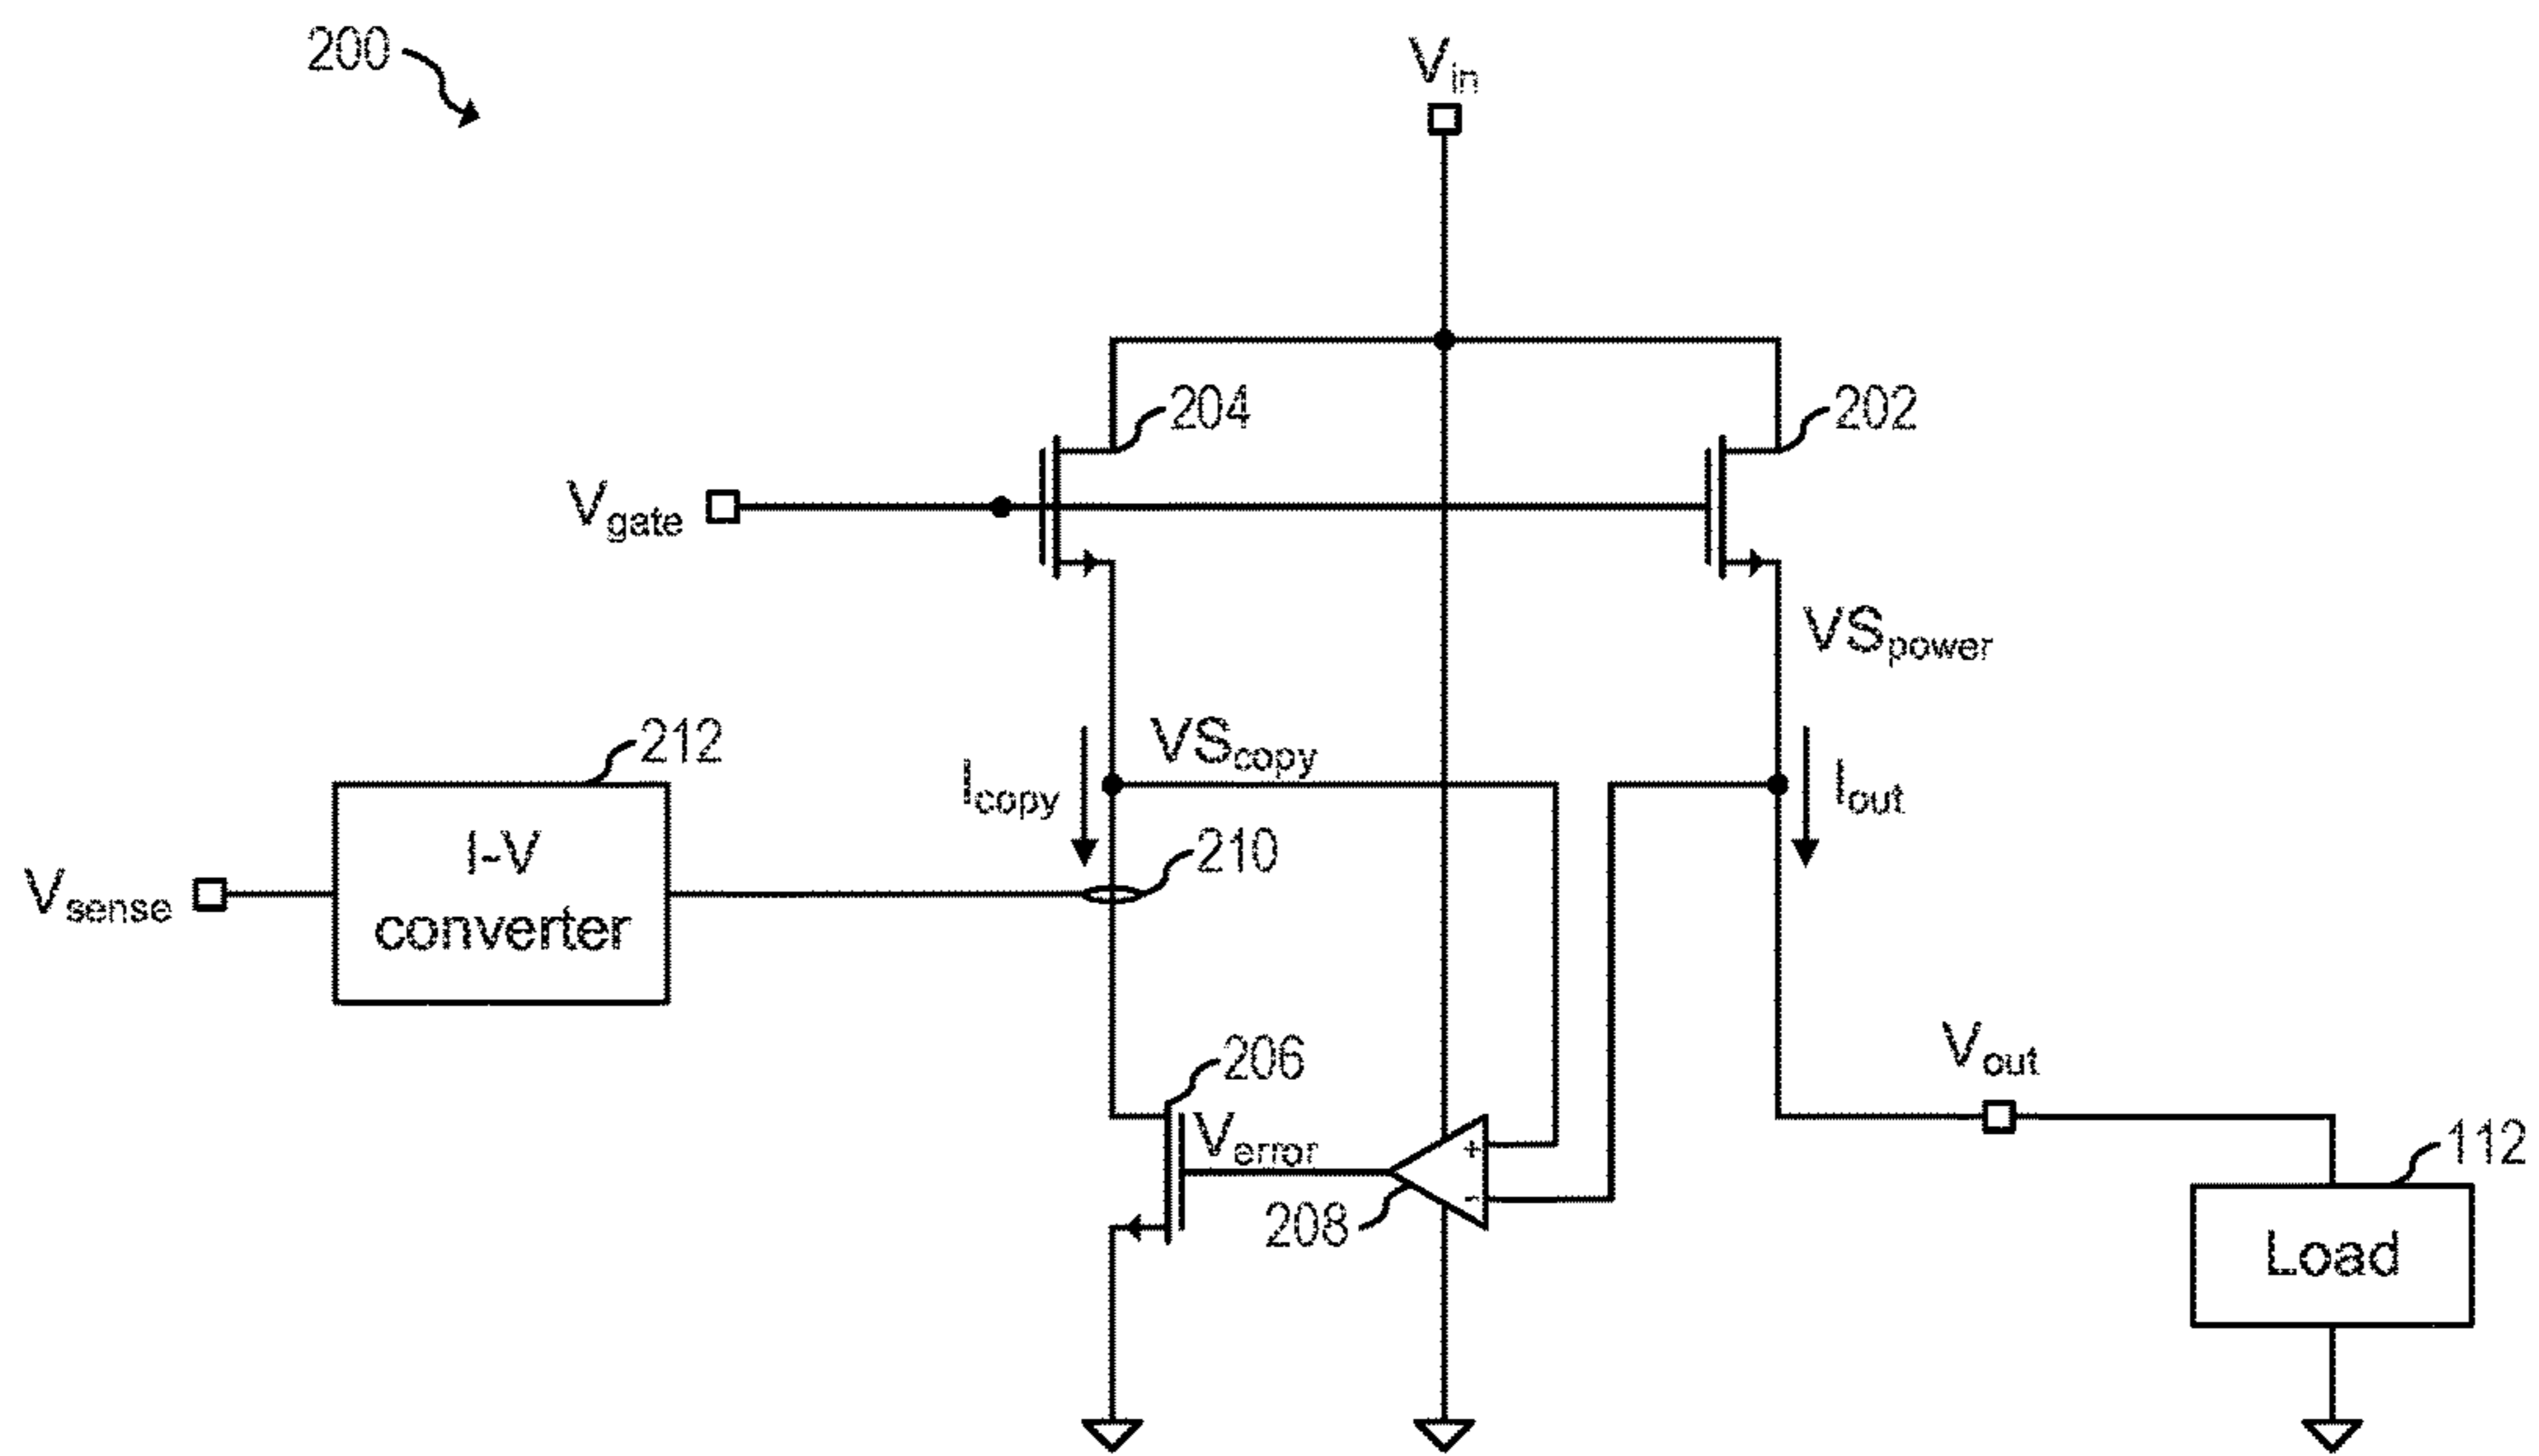 200
Vin
204
202
Vgate
VSpower
212
VScopy
Icopy
Iout
I-V
converter
210
Vsense
206
Vout
Verror
+
-
208
112
Load